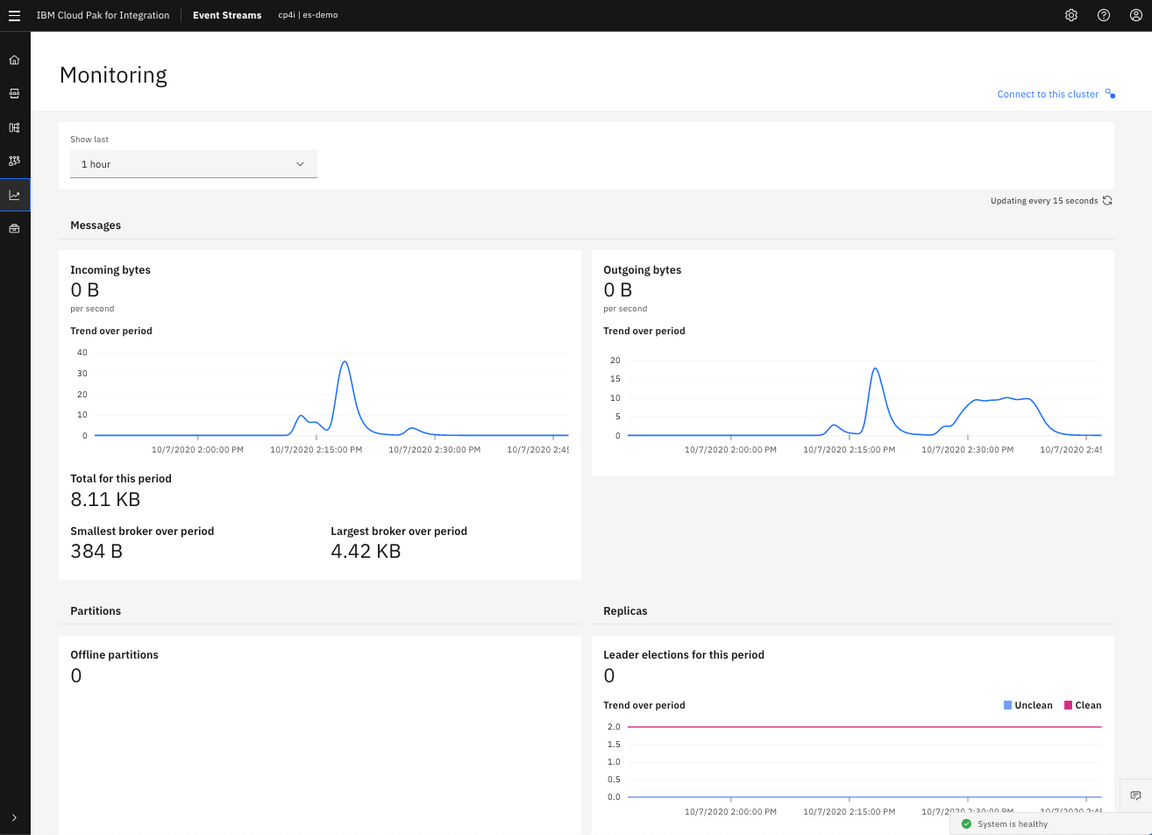 IBM Cloud Pak for Integration Event Streams cp4i | es-demo
Monitoring
Connect to this cluster
Show last
1 hour
Updating every 15 seconds
Messages
Incoming bytes
0 B
per second
Trend over period
40
30
20
10
0
10/7/2020 2:00:00 PM 10/7/2020 2:15:00 PM 10/7/2020 2:30:00 PM 10/7/2020 2:45
Total for this period
8.11 KB
Smallest broker over period
384 B
Largest broker over period
4.42 KB
Outgoing bytes
0 B
per second
Trend over period
20
15
10
5
0
10/7/2020 2:00:00 PM 10/7/2020 2:15:00 PM 10/7/2020 2:30:00 PM 10/7/2020 2:45
Partitions
Offline partitions
0
Replicas
Leader elections for this period
0
Trend over period
Unclean Clean
2.0
1.5
1.0
0.5
0.0
10/7/2020 2:00:00 PM 10/7/2020 2:15:00 PM 10/7/2020 2:30:00 PM 10/7/2020 2:45
System is healthy